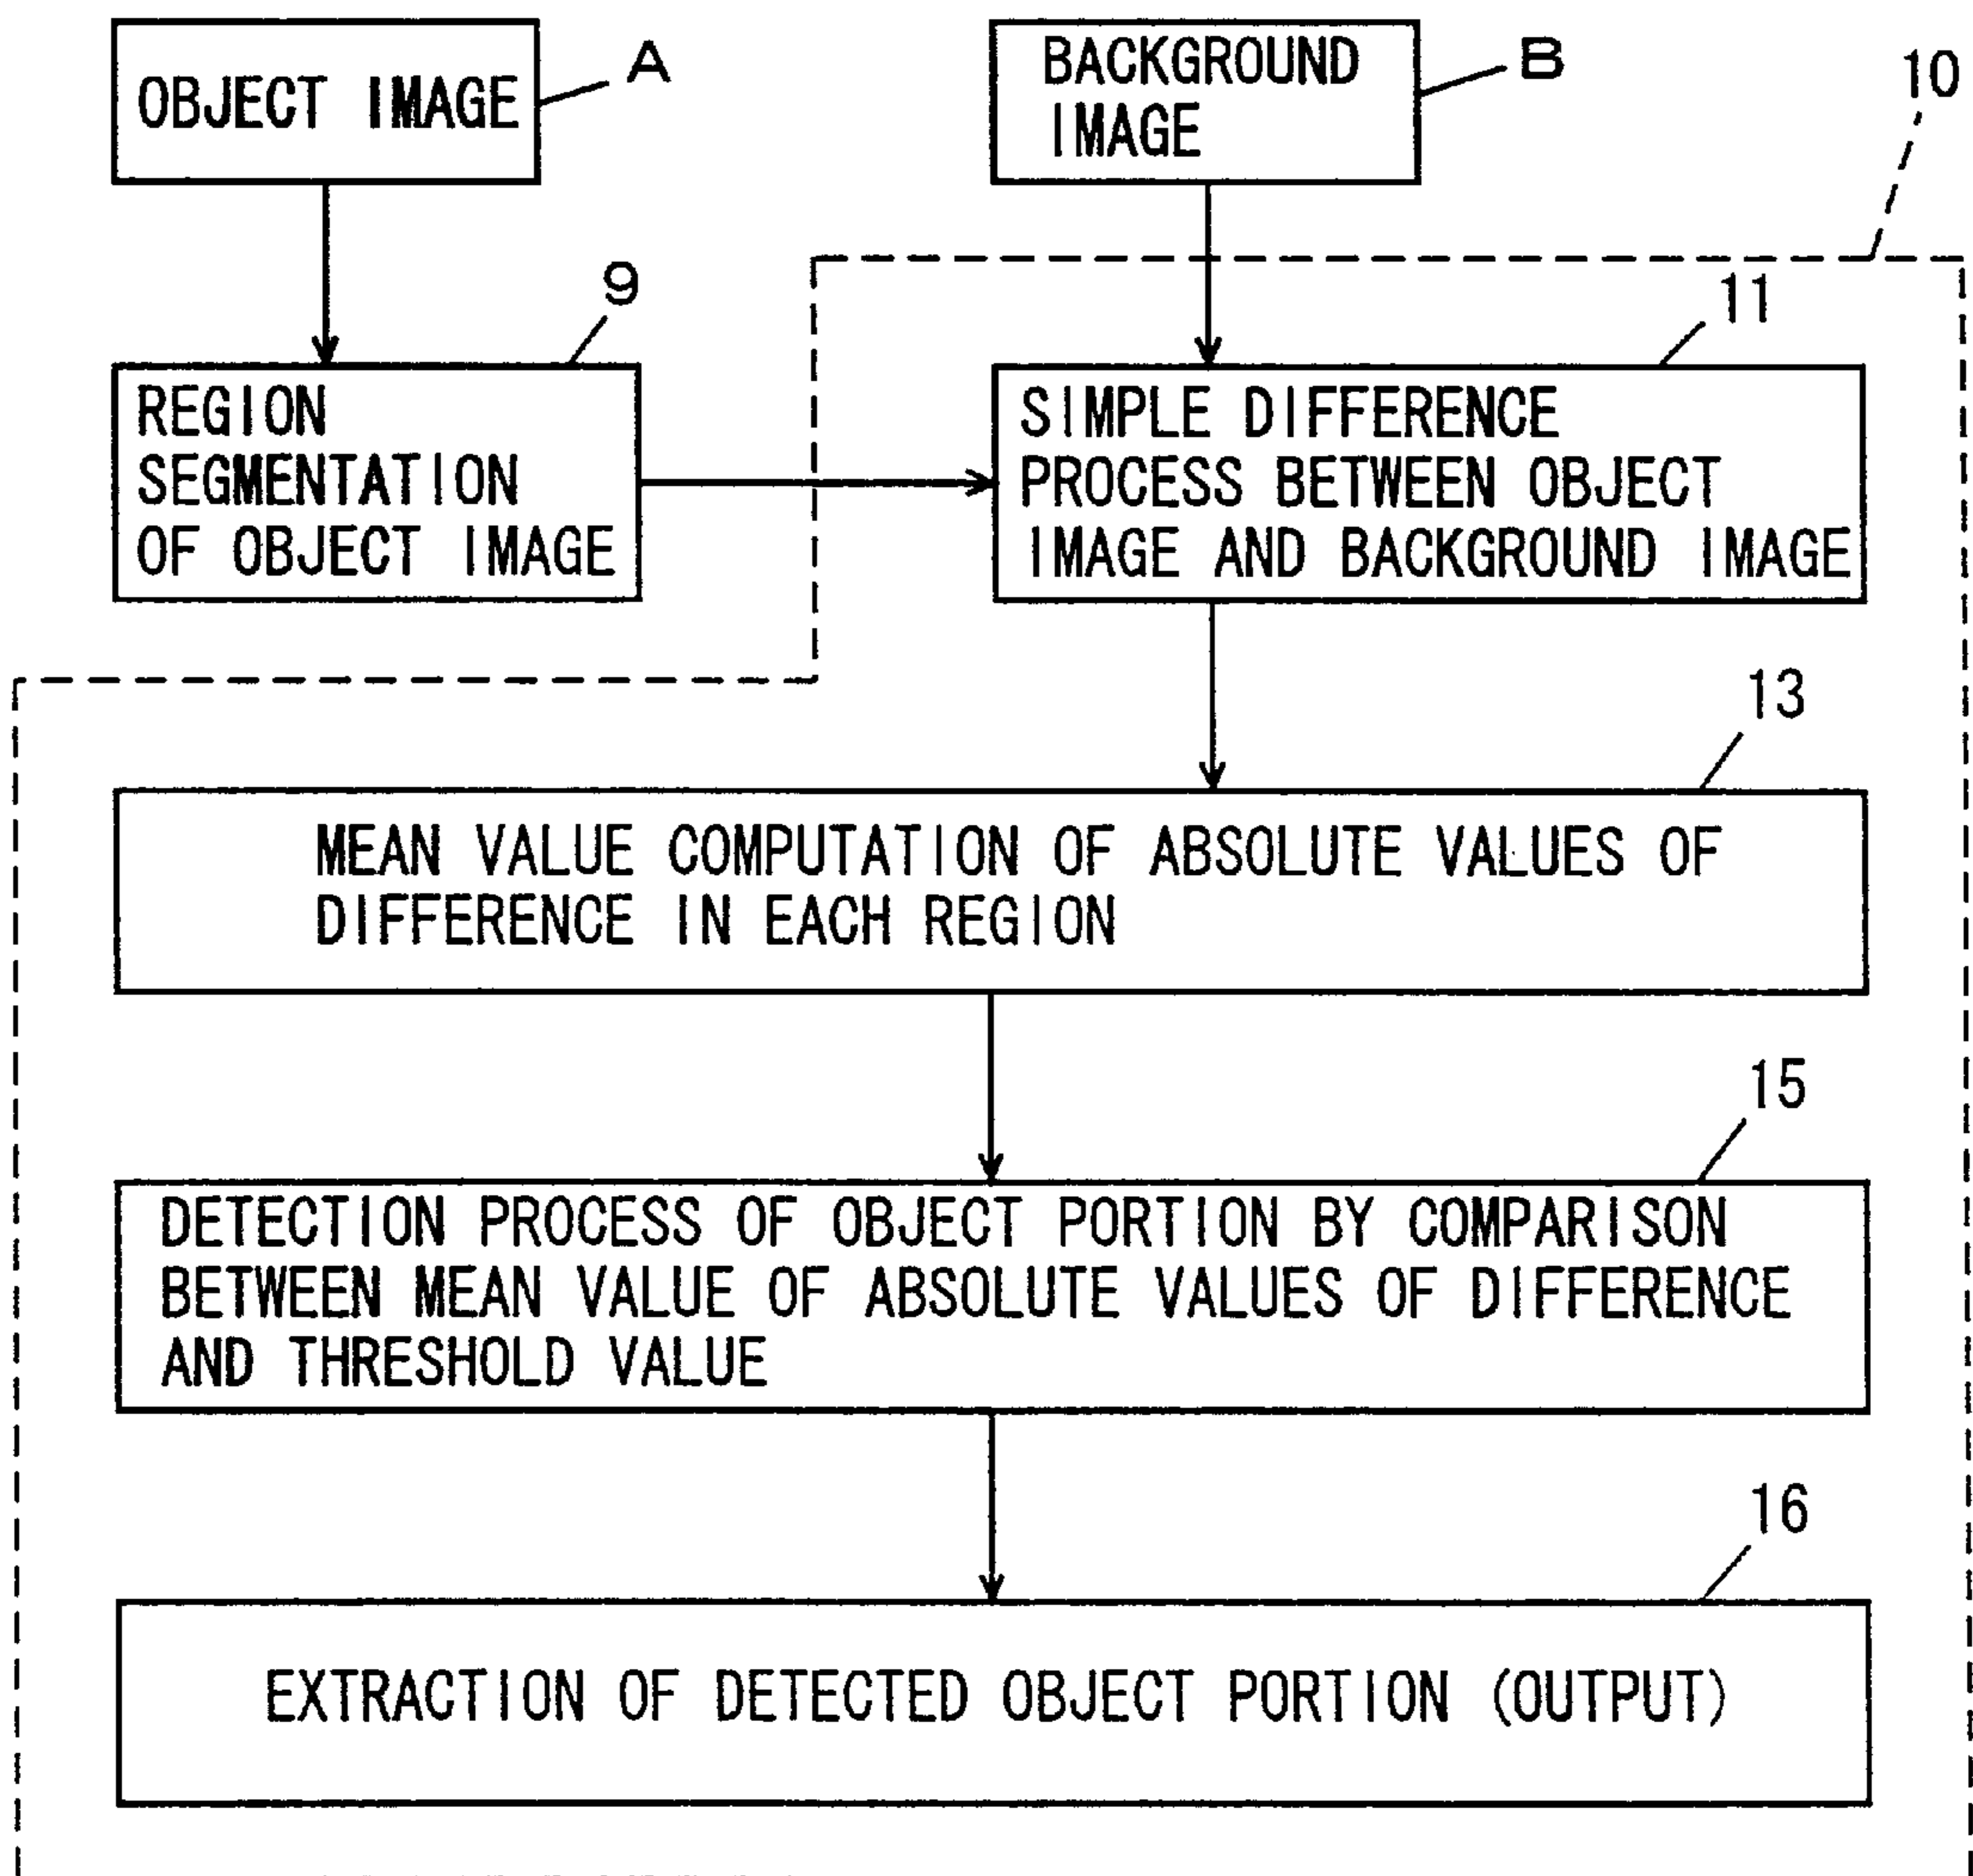 OBJECT IMAGE
A
BACKGROUND
IMAGE
B
10
9
REGION
SEGMENTATION
OF OBJECT IMAGE
11
SIMPLE DIFFERENCE
PROCESS BETWEEN OBJECT
IMAGE AND BACKGROUND IMAGE
13
MEAN VALUE COMPUTATION OF ABSOLUTE VALUES OF
DIFFERENCE IN EACH REGION
15
DETECTION PROCESS OF OBJECT PORTION BY COMPARISON
BETWEEN MEAN VALUE OF ABSOLUTE VALUES OF DIFFERENCE
AND THRESHOLD VALUE
16
EXTRACTION OF DETECTED OBJECT PORTION (OUTPUT)